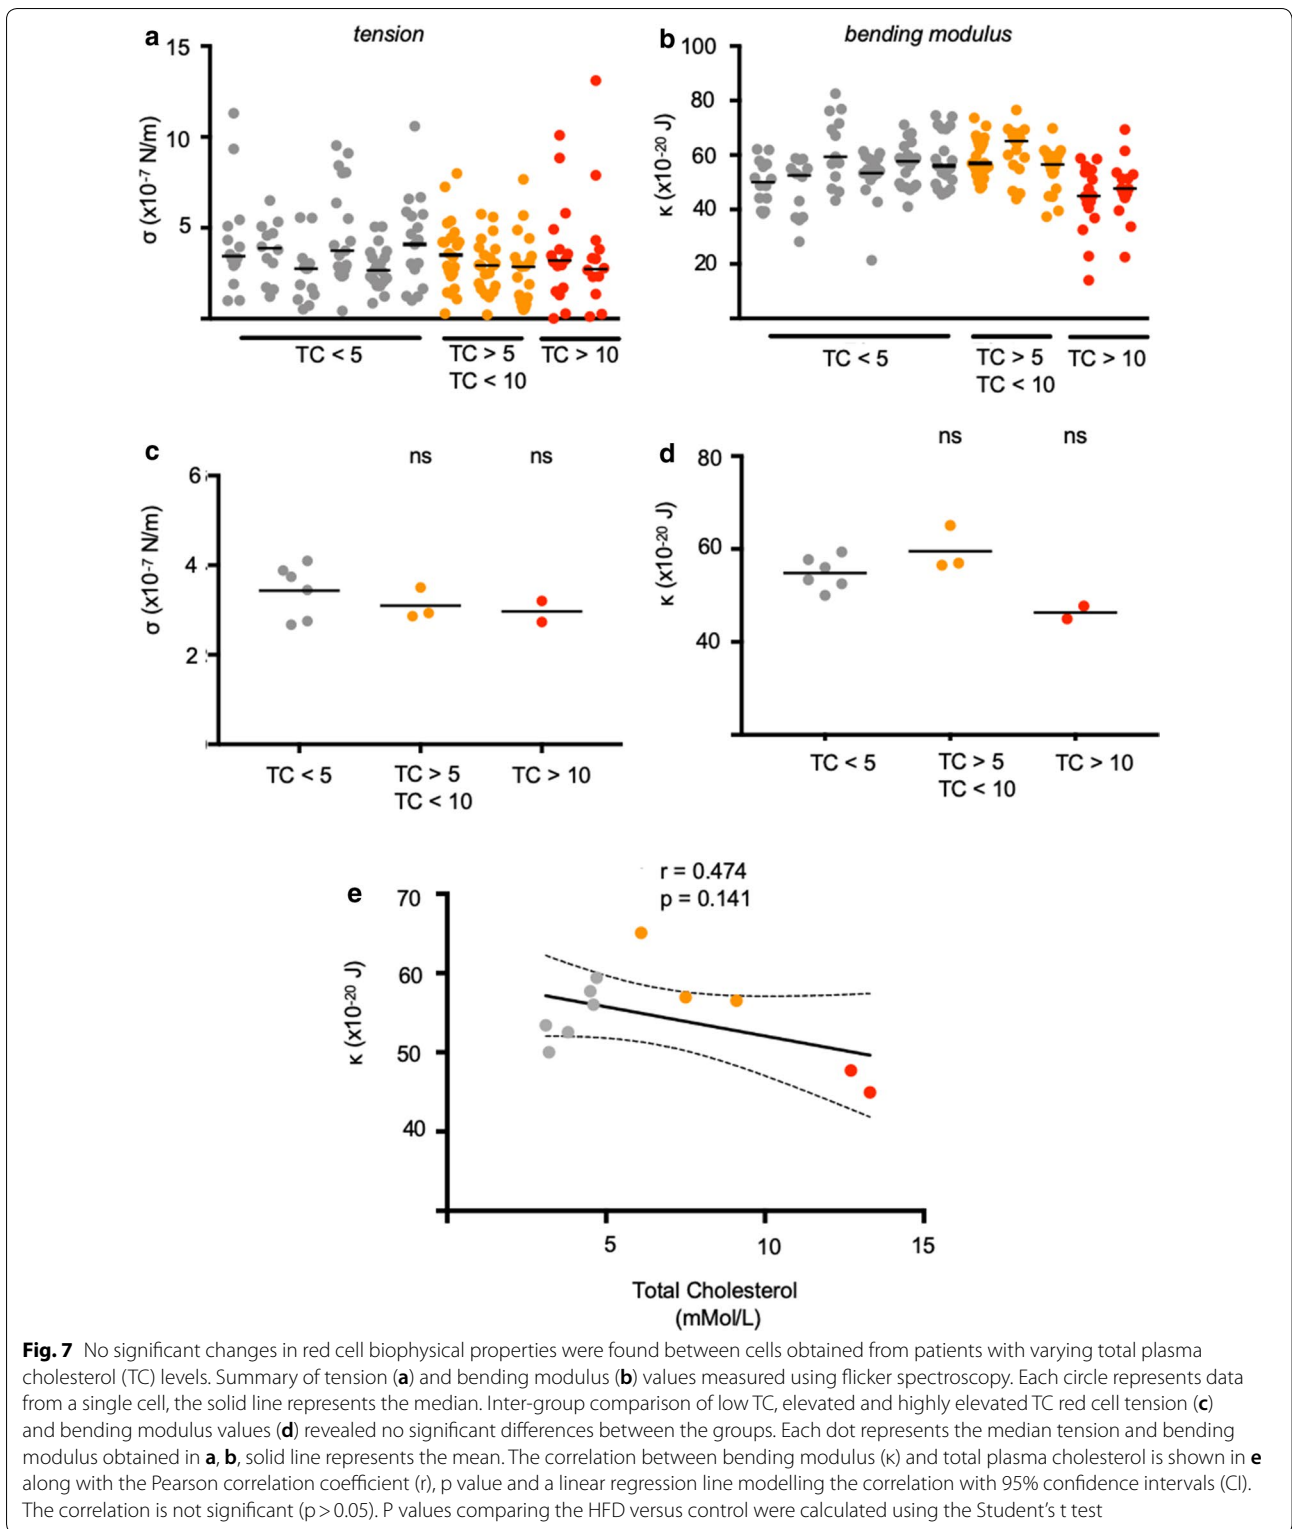 a
tension
15
10
5
σ (x10-7 N/m)
TC < 5
TC > 5
TC < 10
TC > 10
b
bending modulus
100
80
60
40
20
κ (x10-20 J)
TC < 5
TC > 5
TC < 10
TC > 10
c
ns
ns
6
4
2
σ (x10-7 N/m)
TC < 5
TC > 5
TC < 10
TC > 10
d
ns
ns
80
60
40
κ (x10-20 J)
TC < 5
TC > 5
TC < 10
TC > 10
e
r = 0.474
p = 0.141
70
60
50
40
κ (x10-20 J)
5
10
15
Total Cholesterol
(mMol/L)
Fig. 7 No significant changes in red cell biophysical properties were found between cells obtained from patients with varying total plasma
cholesterol (TC) levels. Summary of tension (a) and bending modulus (b) values measured using flicker spectroscopy. Each circle represents data
from a single cell, the solid line represents the median. Inter-group comparison of low TC, elevated and highly elevated TC red cell tension (c)
and bending modulus values (d) revealed no significant differences between the groups. Each dot represents the median tension and bending
modulus obtained in a, b, solid line represents the mean. The correlation between bending modulus (κ) and total plasma cholesterol is shown in e
along with the Pearson correlation coefficient (r), p value and a linear regression line modelling the correlation with 95% confidence intervals (CI).
The correlation is not significant (p > 0.05). P values comparing the HFD versus control were calculated using the Student's t test